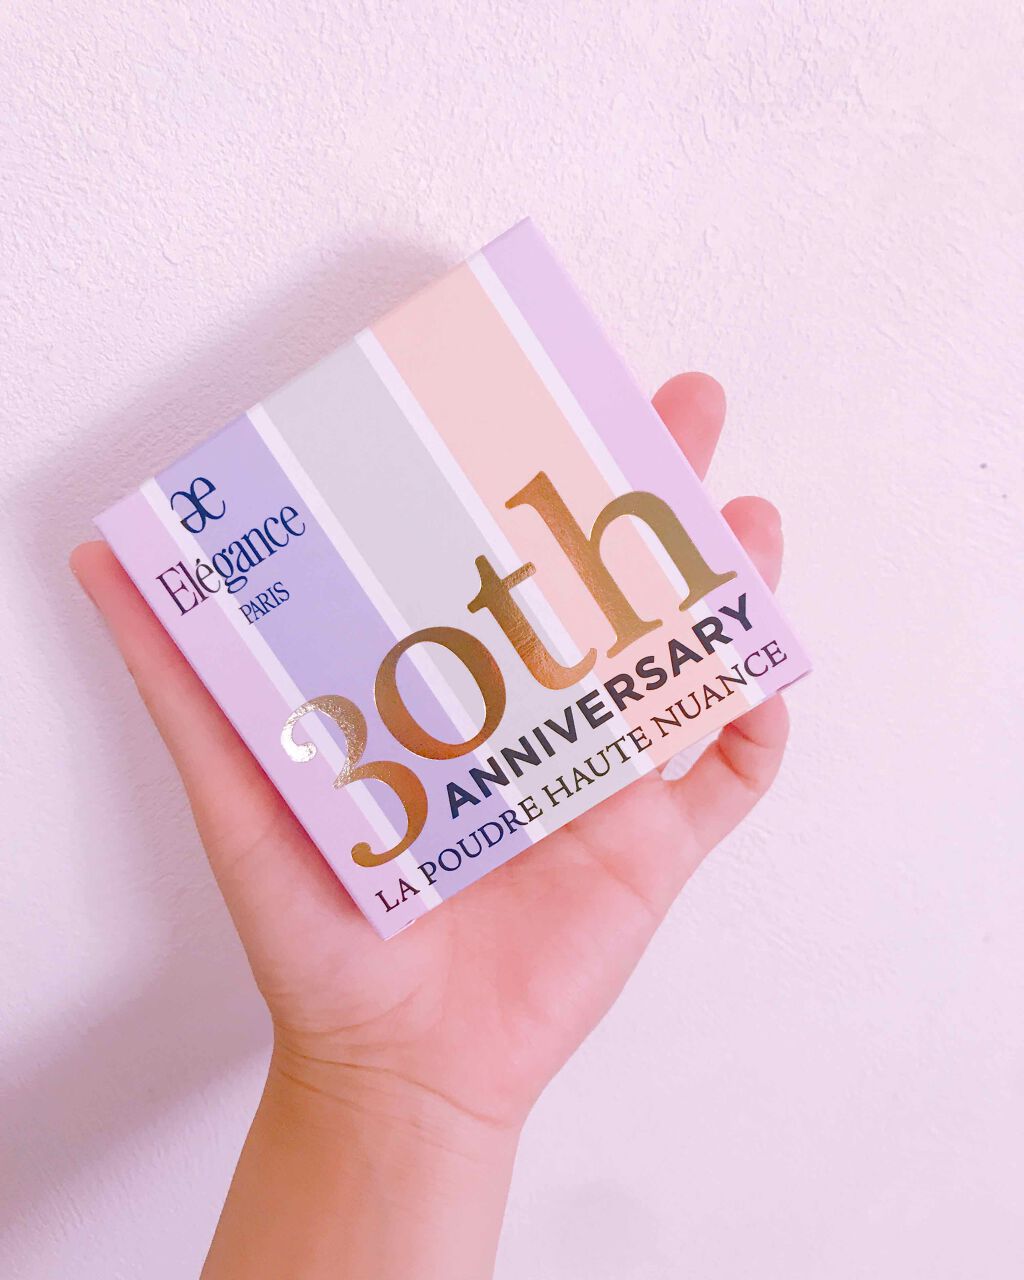 Elégance
PARIS
30th
ANNIVERSARY
LA POUDRE HAUTE NUANCE